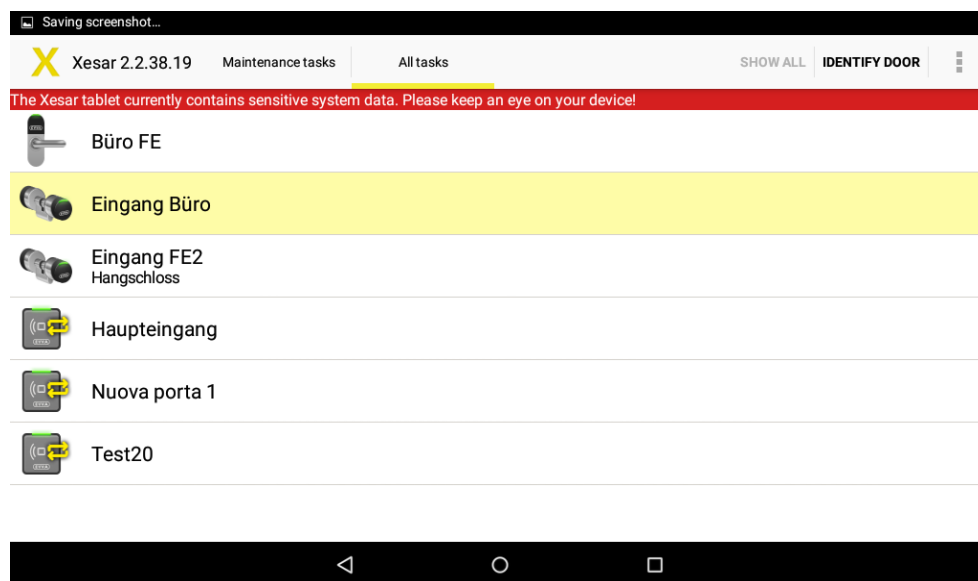 Saving screenshot...
Xesar 2.2.38.19 Maintenance tasks All tasks SHOW ALL IDENTIFY DOOR
The Xesar tablet currently contains sensitive system data. Please keep an eye on your device!
Büro FE
Eingang Büro
Eingang FE2
Hangschloss
Haupteingang
Nuova porta 1
Test20